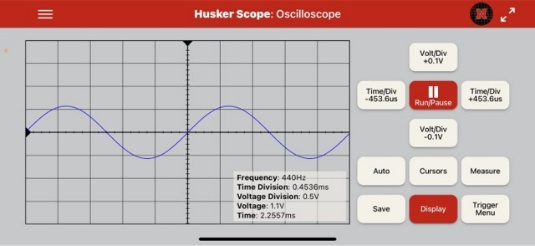 Husker Scope: Oscilloscope
Volt/Div
+0.1V
Time/Div
-453.6us
Run/Pause
Time/Div
+453.6us
Volt/Div
-0.1V
Auto
Cursors
Measure
Save
Display
Trigger
Menu
Frequency: 440Hz
Time Division: 0.4536ms
Voltage Division: 0.5V
Voltage: 1.1V
Time: 2.2557ms